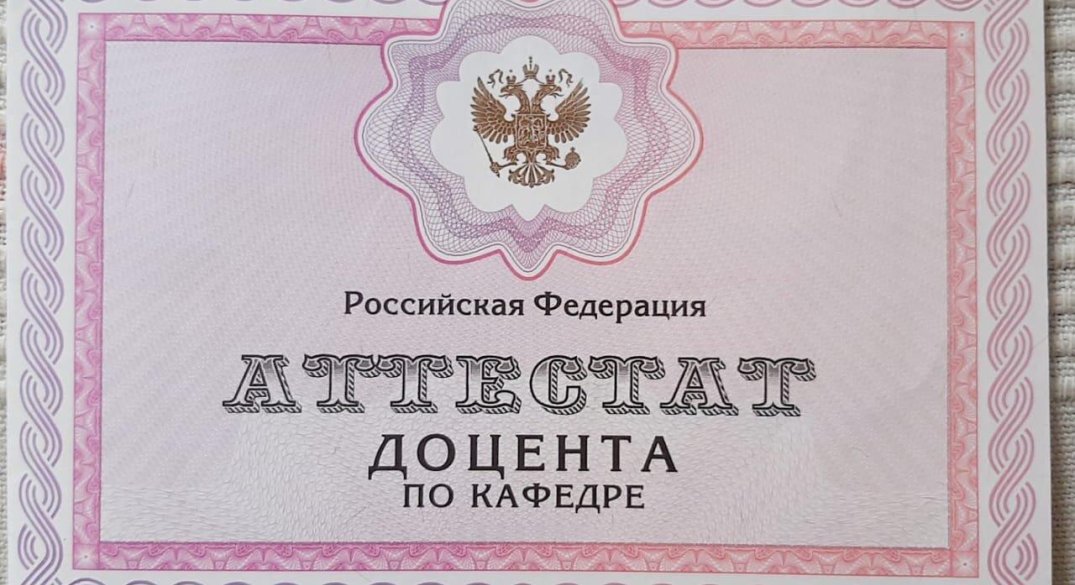 Российская Федерация
АТТЕСТАТ
ДОЦЕНТА
ПО КАФЕДРЕ